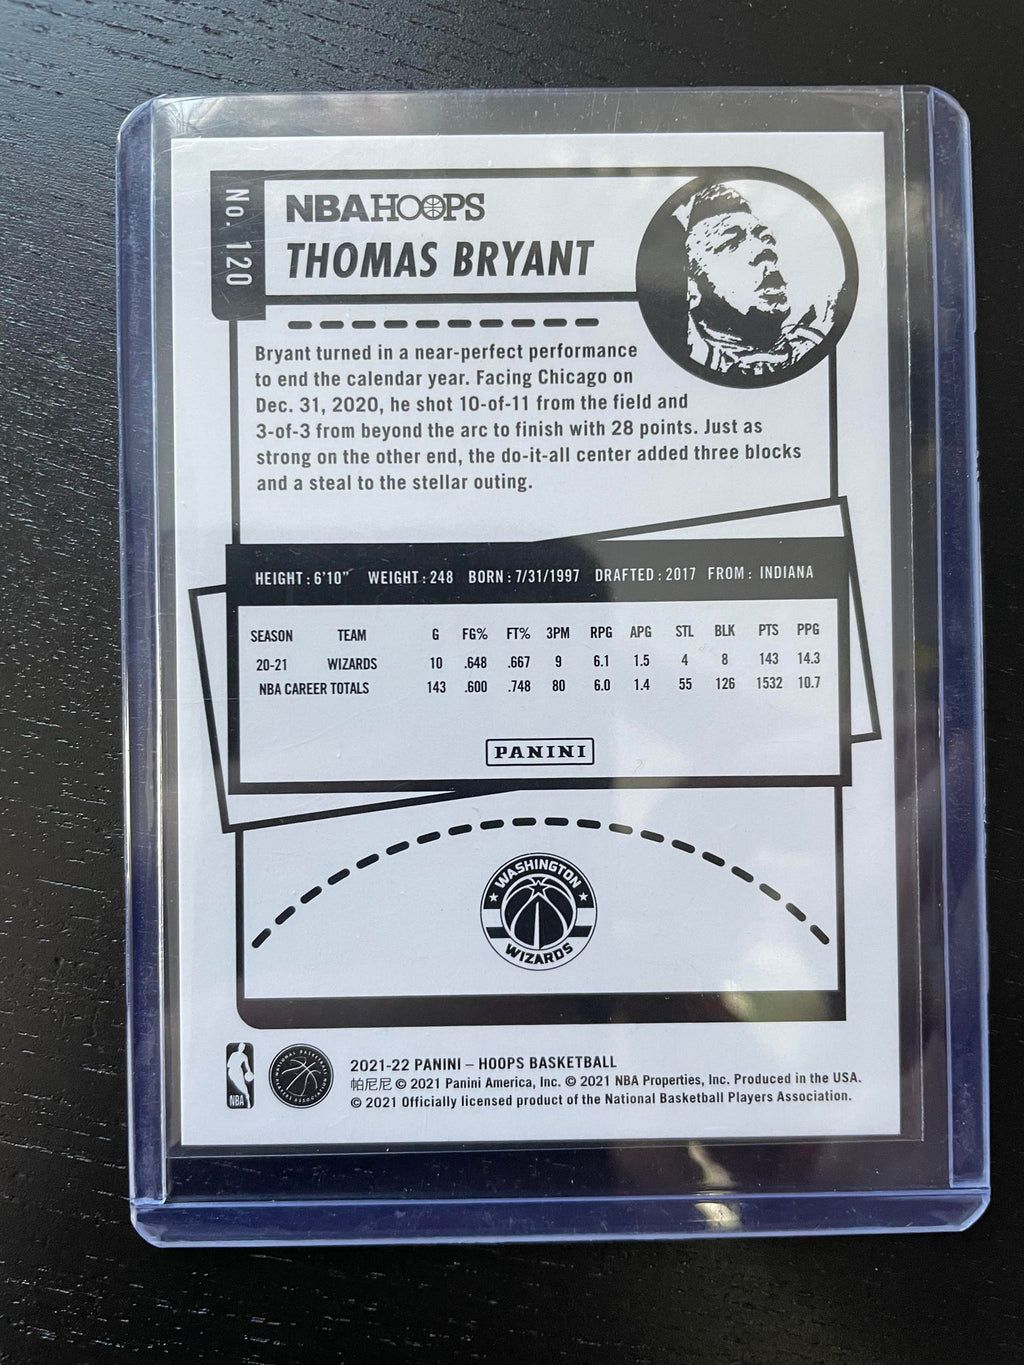 No. 120
NBA HOOPS
THOMAS BRYANT
Bryant turned in a near-perfect performance
to end the calendar year. Facing Chicago on
Dec. 31, 2020, he shot 10-of-11 from the field and
3-of-3 from beyond the arc to finish with 28 points. Just as
strong on the other end, the do-it-all center added three blocks
and a steal to the stellar outing.
HEIGHT: 6'10" WEIGHT: 248 BORN: 7/31/1997 DRAFTED: 2017 FROM: INDIANA
SEASON TEAM G FG% FT% 3PM RPG APG STL BLK PTS PPG
20-21 WIZARDS 10 .648 .667 9 6.1 1.5 4 8 143 14.3
NBA CAREER TOTALS 143 .600 .748 80 6.0 1.4 55 126 1532 10.7
PANINI
WASHINGTON
WIZARDS
NBA
NATIONAL BASKETBALL
PLAYERS ASSOCIATION
2021-22 PANINI – HOOPS BASKETBALL
帕尼尼 © 2021 Panini America, Inc. © 2021 NBA Properties, Inc. Produced in the USA.
© 2021 Officially licensed product of the National Basketball Players Association.